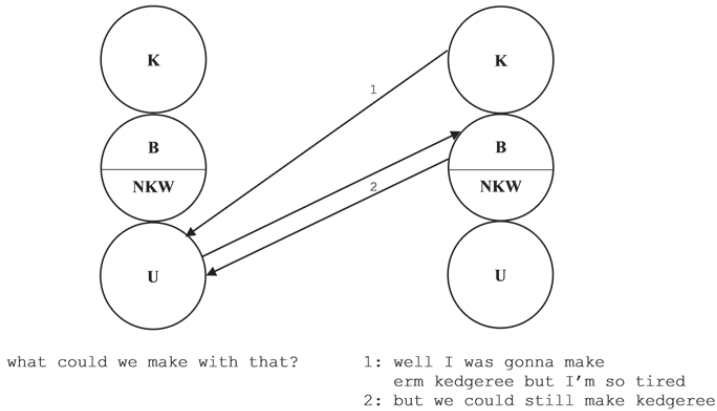 K
K
1
B
B
NKW
2
NKW
U
U
what could we make with that?
1: well I was gonna make
erm kedgeree but I’m so tired
2: but we could still make kedgeree